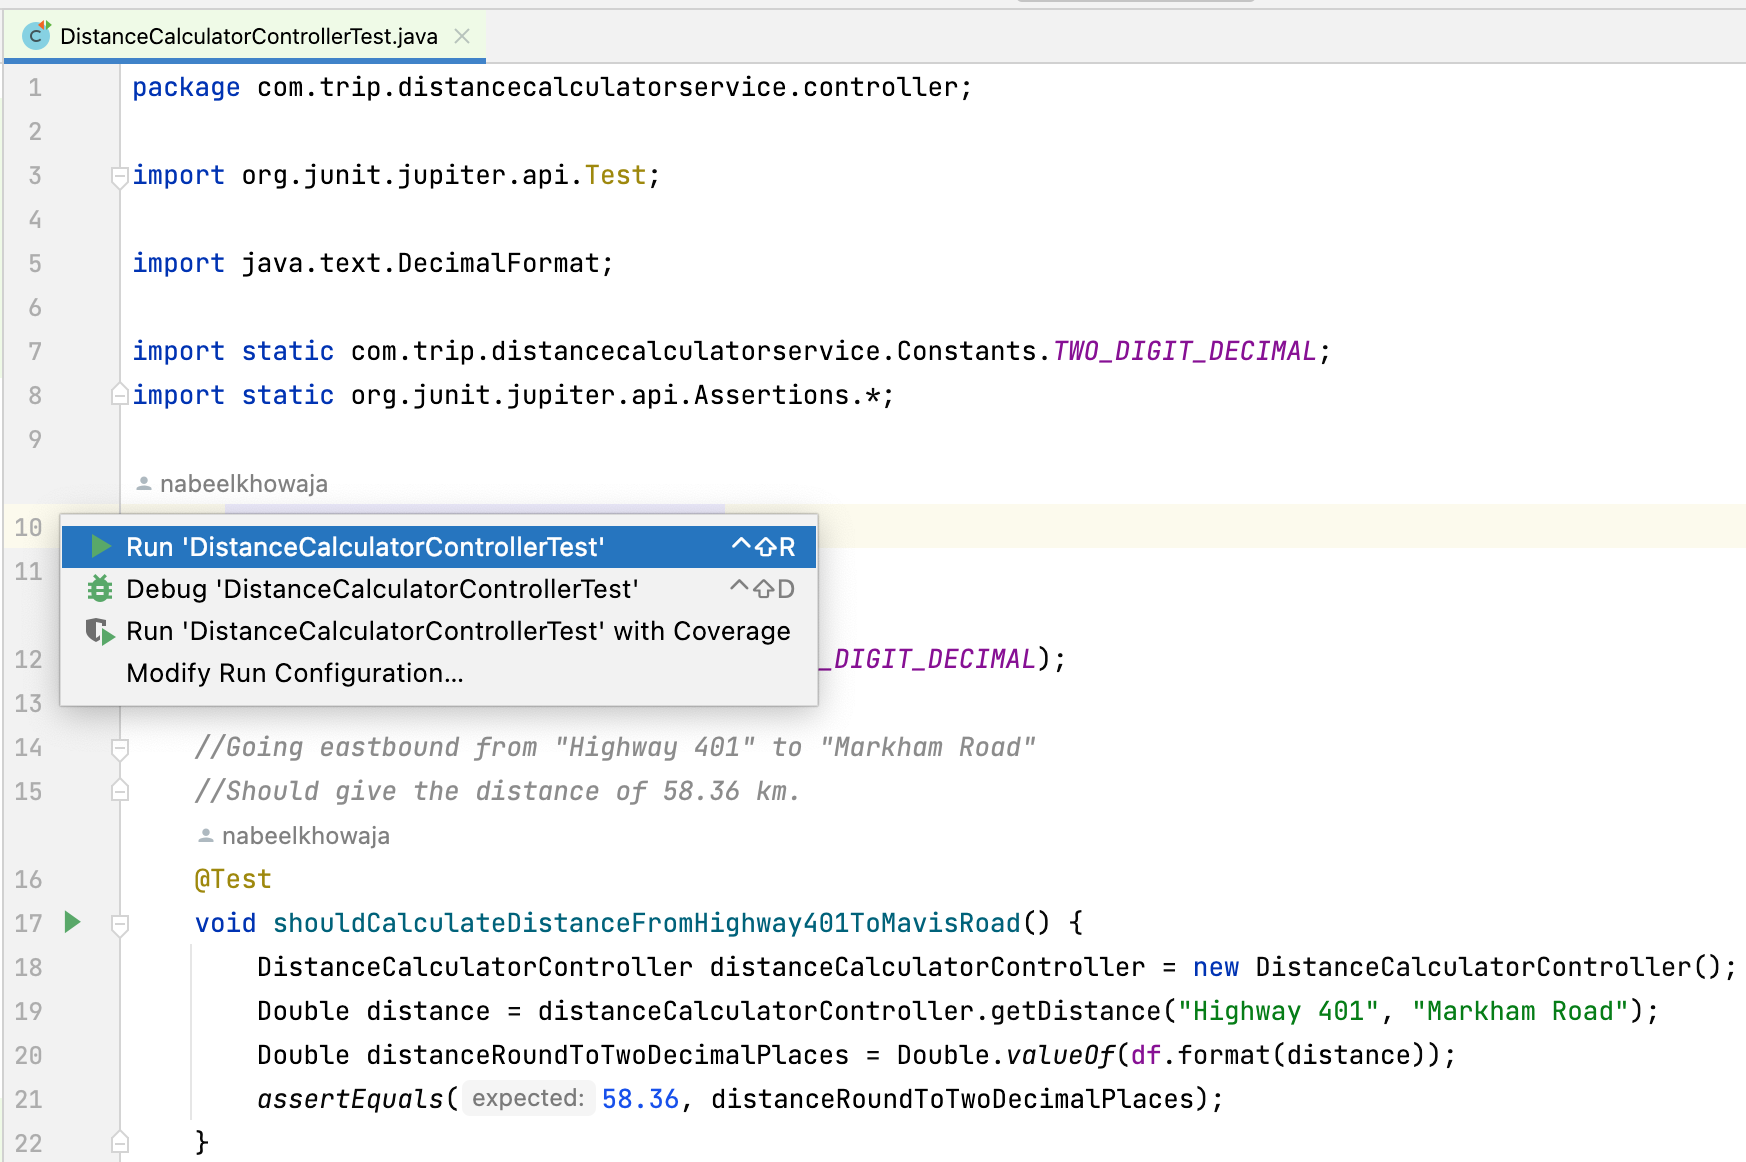 DistanceCalculatorControllerTest.java
1 package com.trip.distancecalculatorservice.controller;
2
3 import org.junit.jupiter.api.Test;
4
5 import java.text.DecimalFormat;
6
7 import static com.trip.distancecalculatorservice.Constants.TWO_DIGIT_DECIMAL;
8 import static org.junit.jupiter.api.Assertions.*;
9
nabeelkhowaja
10
Run 'DistanceCalculatorControllerTest' ^⇧R
11
Debug 'DistanceCalculatorControllerTest' ^⇧D
Run 'DistanceCalculatorControllerTest' with Coverage
12 _DIGIT_DECIMAL);
Modify Run Configuration...
13
14 //Going eastbound from "Highway 401" to "Markham Road"
15 //Should give the distance of 58.36 km.
nabeelkhowaja
16 @Test
17 void shouldCalculateDistanceFromHighway401ToMavisRoad() {
18 DistanceCalculatorController distanceCalculatorController = new DistanceCalculatorController();
19 Double distance = distanceCalculatorController.getDistance("Highway 401", "Markham Road");
20 Double distanceRoundToTwoDecimalPlaces = Double.valueOf(df.format(distance));
21 assertEquals( expected: 58.36, distanceRoundToTwoDecimalPlaces);
22 }